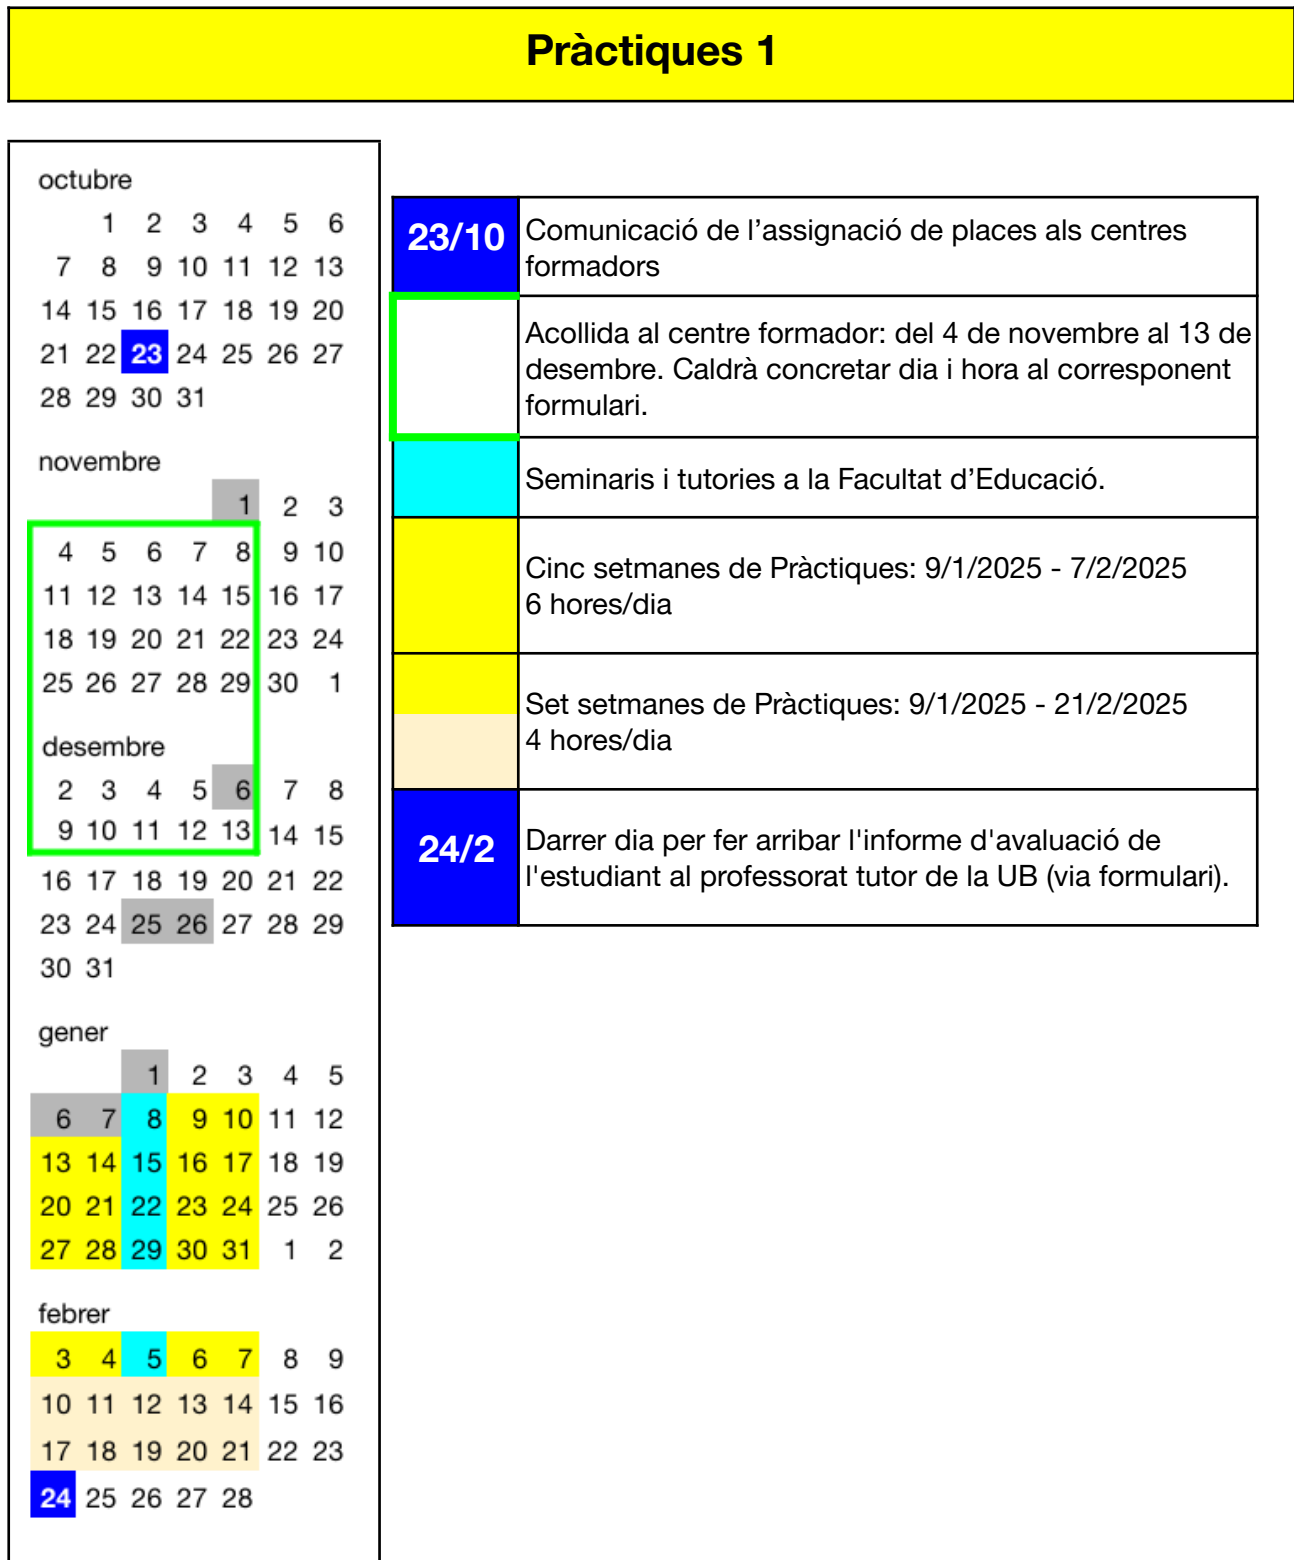 Pràctiques 1
octubre
1 2 3 4 5 6
7 8 9 10 11 12 13
14 15 16 17 18 19 20
21 22 23 24 25 26 27
28 29 30 31
novembre
1 2 3
4 5 6 7 8 9 10
11 12 13 14 15 16 17
18 19 20 21 22 23 24
25 26 27 28 29 30 1
desembre
2 3 4 5 6 7 8
9 10 11 12 13 14 15
16 17 18 19 20 21 22
23 24 25 26 27 28 29
30 31
gener
1 2 3 4 5
6 7 8 9 10 11 12
13 14 15 16 17 18 19
20 21 22 23 24 25 26
27 28 29 30 31 1 2
febrer
3 4 5 6 7 8 9
10 11 12 13 14 15 16
17 18 19 20 21 22 23
24 25 26 27 28
23/10 Comunicació de l’assignació de places als centres
formadors
Acollida al centre formador: del 4 de novembre al 13 de
desembre. Caldrà concretar dia i hora al corresponent
formulari.
Seminaris i tutories a la Facultat d’Educació.
Cinc setmanes de Pràctiques: 9/1/2025 - 7/2/2025
6 hores/dia
Set setmanes de Pràctiques: 9/1/2025 - 21/2/2025
4 hores/dia
24/2 Darrer dia per fer arribar l'informe d'avaluació de
l'estudiant al professorat tutor de la UB (via formulari).